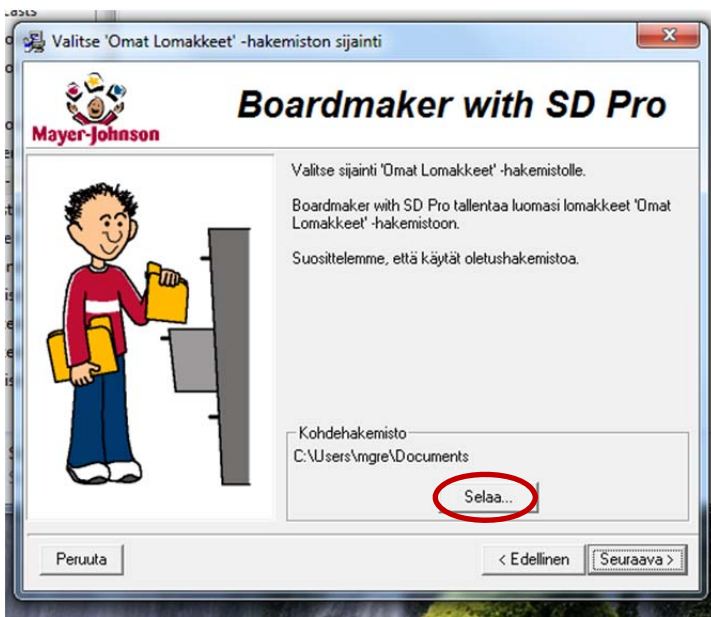 Valitse 'Omat Lomakkeet' -hakemiston sijainti
Mayer-Johnson
Boardmaker with SD Pro
Valitse sijainti 'Omat Lomakkeet' -hakemistolle.
Boardmaker with SD Pro tallentaa luomasi lomakkeet 'Omat
Lomakkeet' -hakemistoon.
Suosittelemme, että käytät oletushakemistoa.
Kohdehakemisto
C:\Users\mgre\Documents
Selaa...
Peruuta
< Edellinen
Seuraava >